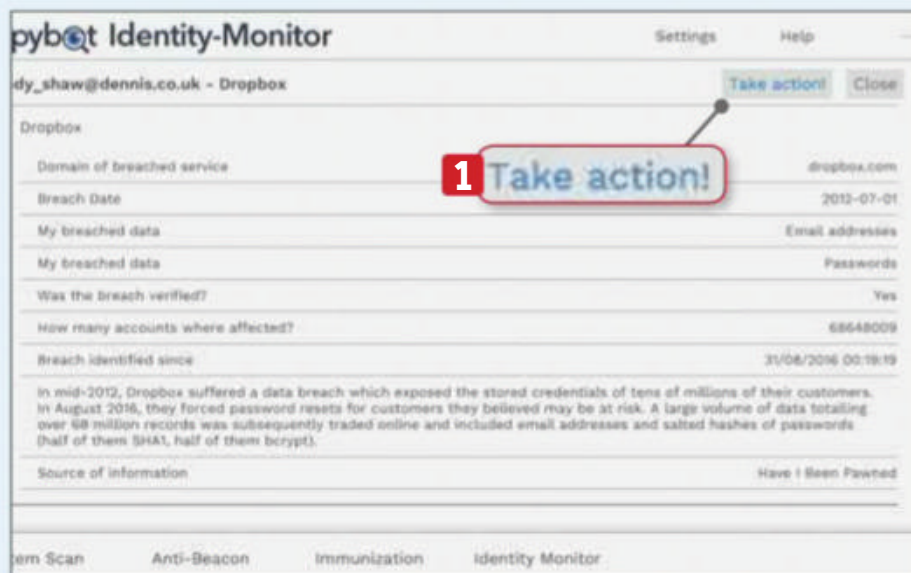 pybot Identity-Monitor Settings Help
dy_shaw@dennis.co.uk - Dropbox Take action! Close
Dropbox
1 Take action!
Domain of breached service dropbox.com
Breach Date 2012-07-01
My breached data Email addresses
My breached data Passwords
Was the breach verified? Yes
How many accounts where affected? 68648009
Breach identified since 31/08/2016 00:19:19
In mid-2012, Dropbox suffered a data breach which exposed the stored credentials of tens of millions of their customers.
In August 2016, they forced password resets for customers they believed may be at risk. A large volume of data totalling
over 68 million records was subsequently traded online and included email addresses and salted hashes of passwords
(half of them SHA1, half of them bcrypt).
Source of information Have I Been Pawned
tem Scan Anti-Beacon Immunization Identity Monitor